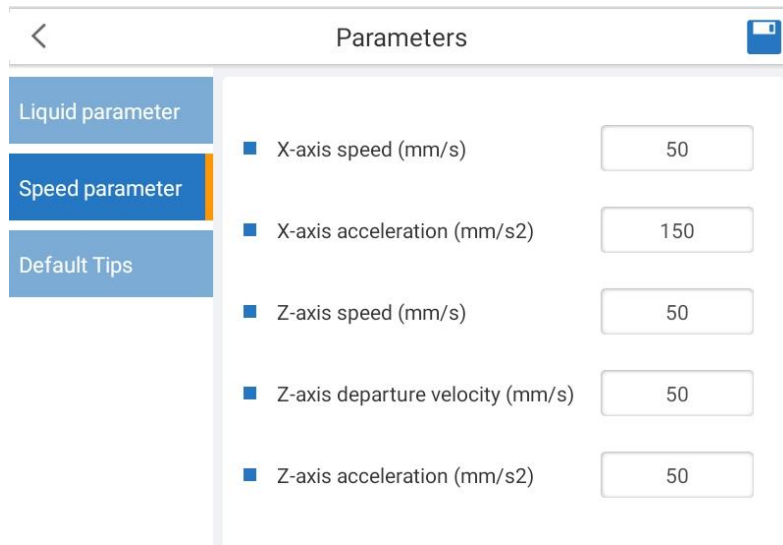 Parameters
Liquid parameter
Speed parameter
Default Tips
X-axis speed (mm/s) 50
X-axis acceleration (mm/s2) 150
Z-axis speed (mm/s) 50
Z-axis departure velocity (mm/s) 50
Z-axis acceleration (mm/s2) 50